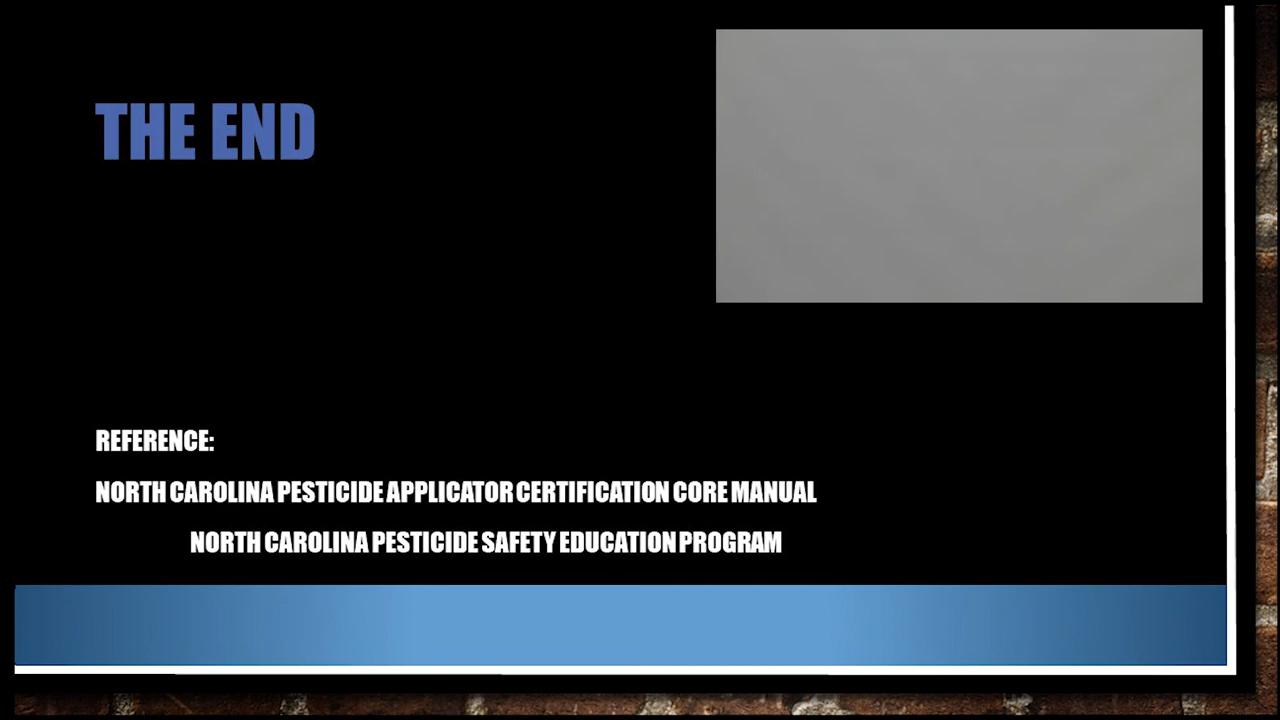 THE END
REFERENCE:
NORTH CAROLINA PESTICIDE APPLICATOR CERTIFICATION CORE MANUAL
NORTH CAROLINA PESTICIDE SAFETY EDUCATION PROGRAM